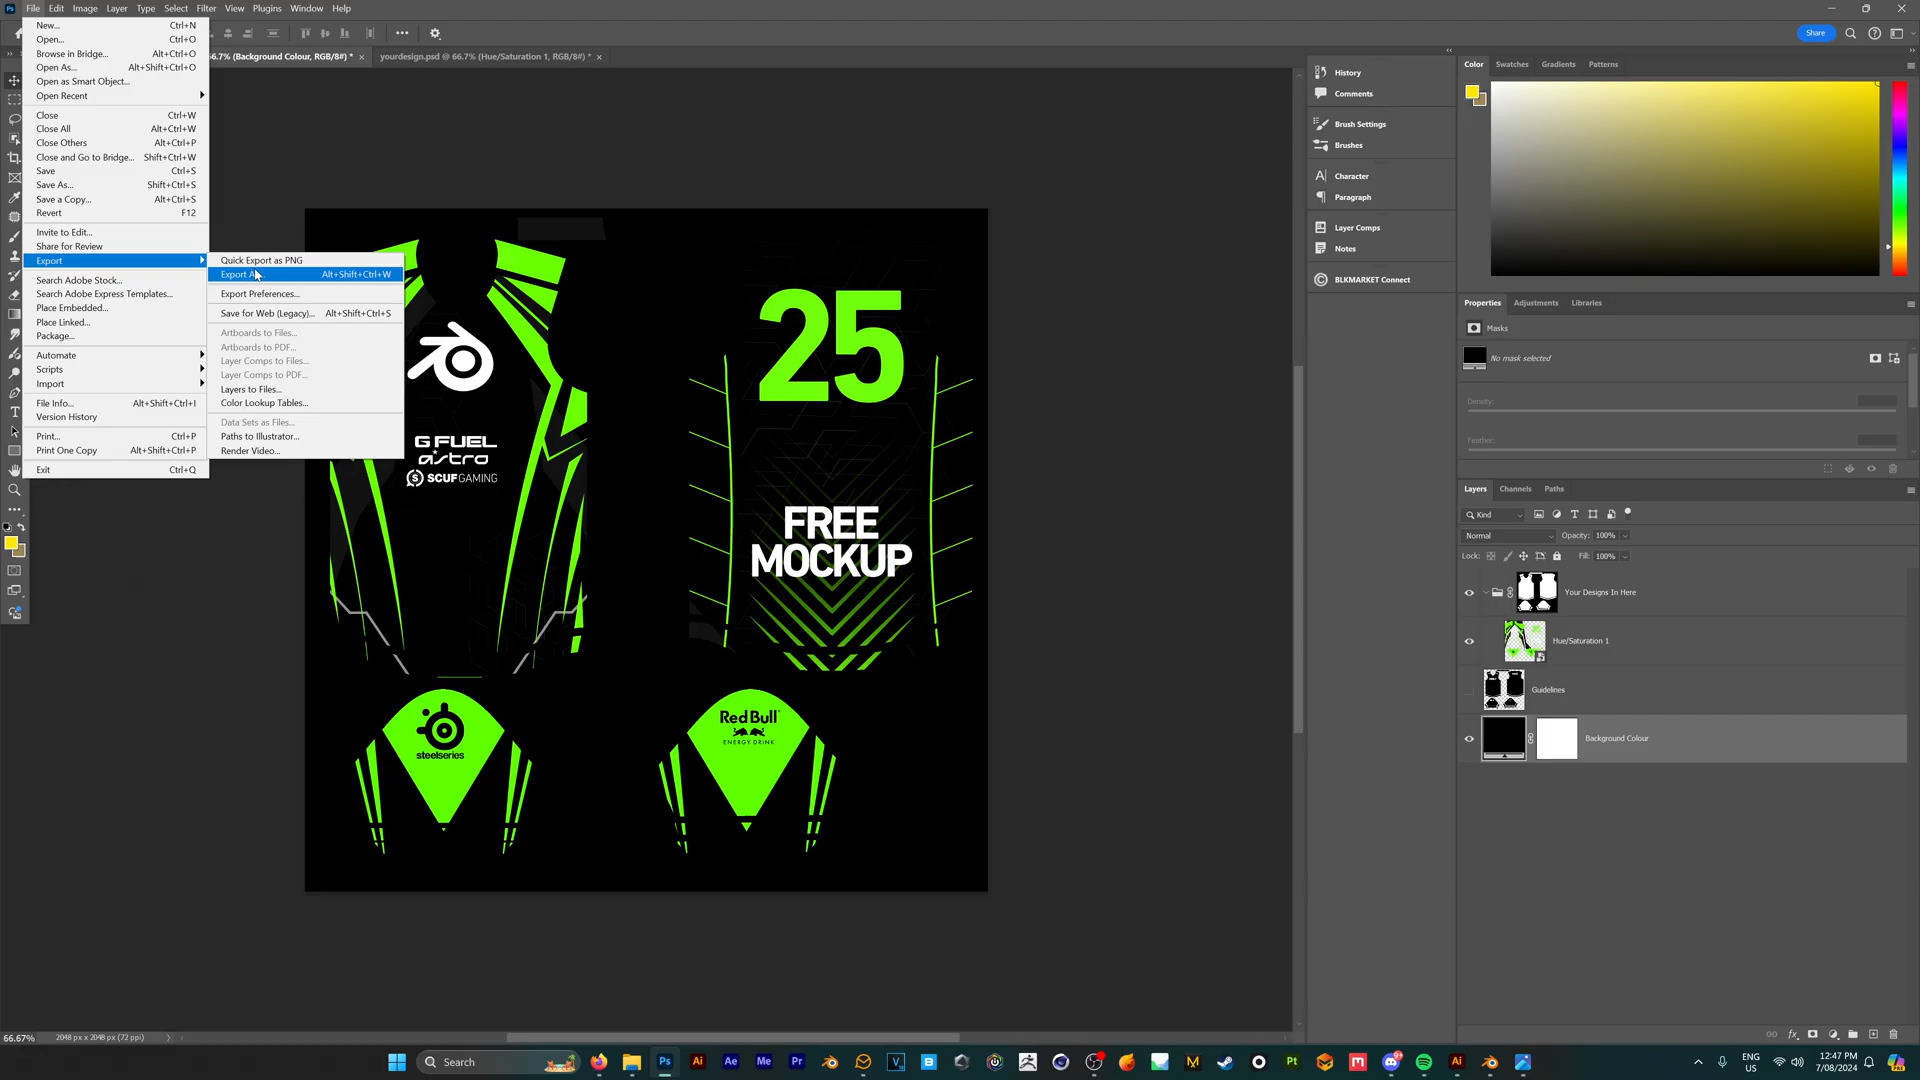 File Edit Image Layer Type Select Filter View Plugins Window Help
Share
66.7% (Background Colour, RGB/8#) * ×
yourdesign.psd @ 66.7% (Hue/Saturation 1, RGB/8#) * ×
New... Ctrl+N
Open... Ctrl+O
Browse in Bridge... Alt+Ctrl+O
Open As... Alt+Shift+Ctrl+O
Open as Smart Object...
Open Recent
Close Ctrl+W
Close All Alt+Ctrl+W
Close Others Alt+Ctrl+P
Close and Go to Bridge... Shift+Ctrl+W
Save Ctrl+S
Save As... Shift+Ctrl+S
Save a Copy... Alt+Ctrl+S
Revert F12
Invite to Edit...
Share for Review
Export
Search Adobe Stock...
Search Adobe Express Templates...
Place Embedded...
Place Linked...
Package...
Automate
Scripts
Import
File Info... Alt+Shift+Ctrl+I
Version History
Print... Ctrl+P
Print One Copy Alt+Shift+Ctrl+P
Exit Ctrl+Q
Quick Export as PNG
Export Alt+Shift+Ctrl+W
Export Preferences...
Save for Web (Legacy)... Alt+Shift+Ctrl+S
Artboards to Files...
Artboards to PDF...
Layer Comps to Files...
Layer Comps to PDF...
Layers to Files...
Color Lookup Tables...
Data Sets as Files...
Paths to Illustrator...
Render Video...
G FUEL
astro
SCUF GAMING
25
FREE
MOCKUP
steelseries
Red Bull
ENERGY DRINK
History
Comments
Brush Settings
Brushes
Character
Paragraph
Layer Comps
Notes
BLKMARKET Connect
Color Swatches Gradients Patterns
Properties Adjustments Libraries
Masks
No mask selected
Density:
Feather:
Layers Channels Paths
Kind
Normal Opacity: 100%
Lock: Fill: 100%
Your Designs In Here
Hue/Saturation 1
Guidelines
Background Colour
66.67% 2048 px x 2048 px (72 ppi)
Search
Ps Ai Ae Me Pr Pt Ai
ENG
US
12:47 PM
7/08/2024